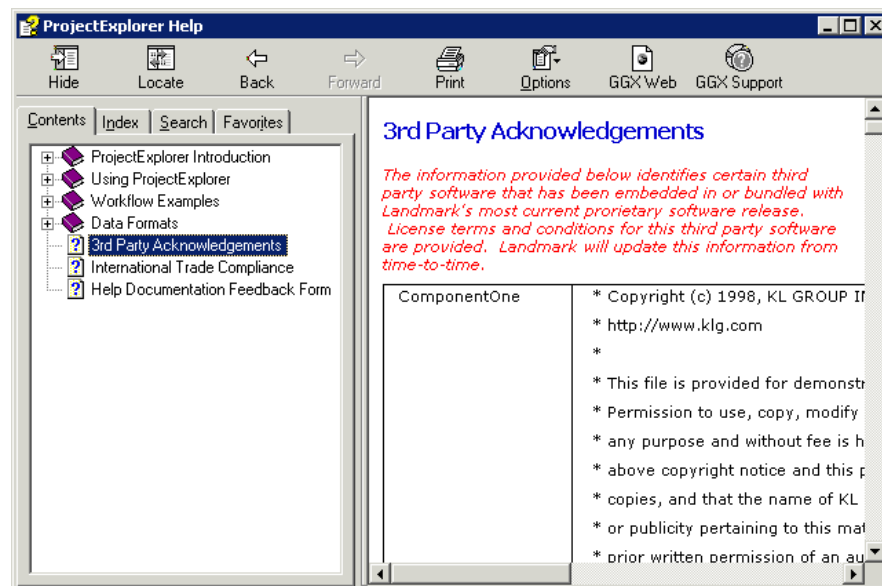 ProjectExplorer Help
Hide Locate Back Forward Print Options GGX Web GGX Support
Contents Index Search Favorites
ProjectExplorer Introduction
Using ProjectExplorer
Workflow Examples
Data Formats
3rd Party Acknowledgements
International Trade Compliance
Help Documentation Feedback Form
3rd Party Acknowledgements
The information provided below identifies certain third
party software that has been embedded in or bundled with
Landmark's most current prorietary software release.
License terms and conditions for this third party software
are provided. Landmark will update this information from
time-to-time.
ComponentOne
* Copyright (c) 1998, KL GROUP
* http://www.klg.com
*
* This file is provided for
* Permission to use, copy, modify
* any purpose and without fee is
* above copyright notice and this
* copies, and that the name of KL
* or publicity pertaining to this
* prior written permission of an